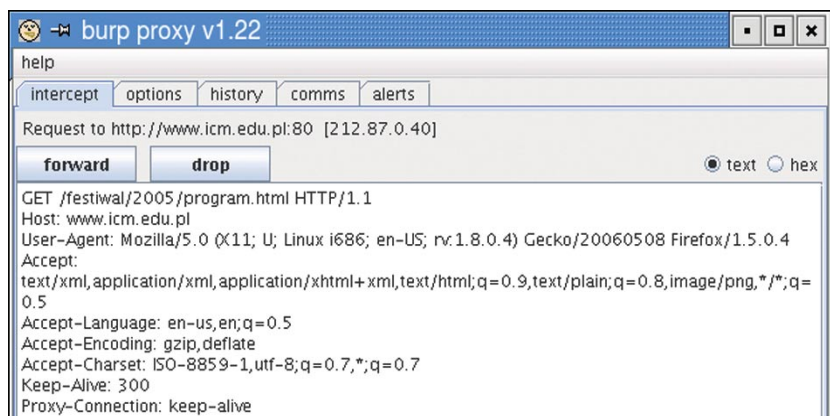 burp proxy v1.22
help
intercept options history comms alerts
Request to http://www.icm.edu.pl:80 [212.87.0.40]
forward drop text hex
GET /festiwal/2005/program.html HTTP/1.1
Host: www.icm.edu.pl
User-Agent: Mozilla/5.0 (X11; U; Linux i686; en-US; rv:1.8.0.4) Gecko/20060508 Firefox/1.5.0.4
Accept:
text/xml,application/xml,application/xhtml+xml,text/html;q=0.9,text/plain;q=0.8,image/png,*/*;q=
0.5
Accept-Language: en-us,en;q=0.5
Accept-Encoding: gzip,deflate
Accept-Charset: ISO-8859-1,utf-8;q=0.7,*;q=0.7
Keep-Alive: 300
Proxy-Connection: keep-alive